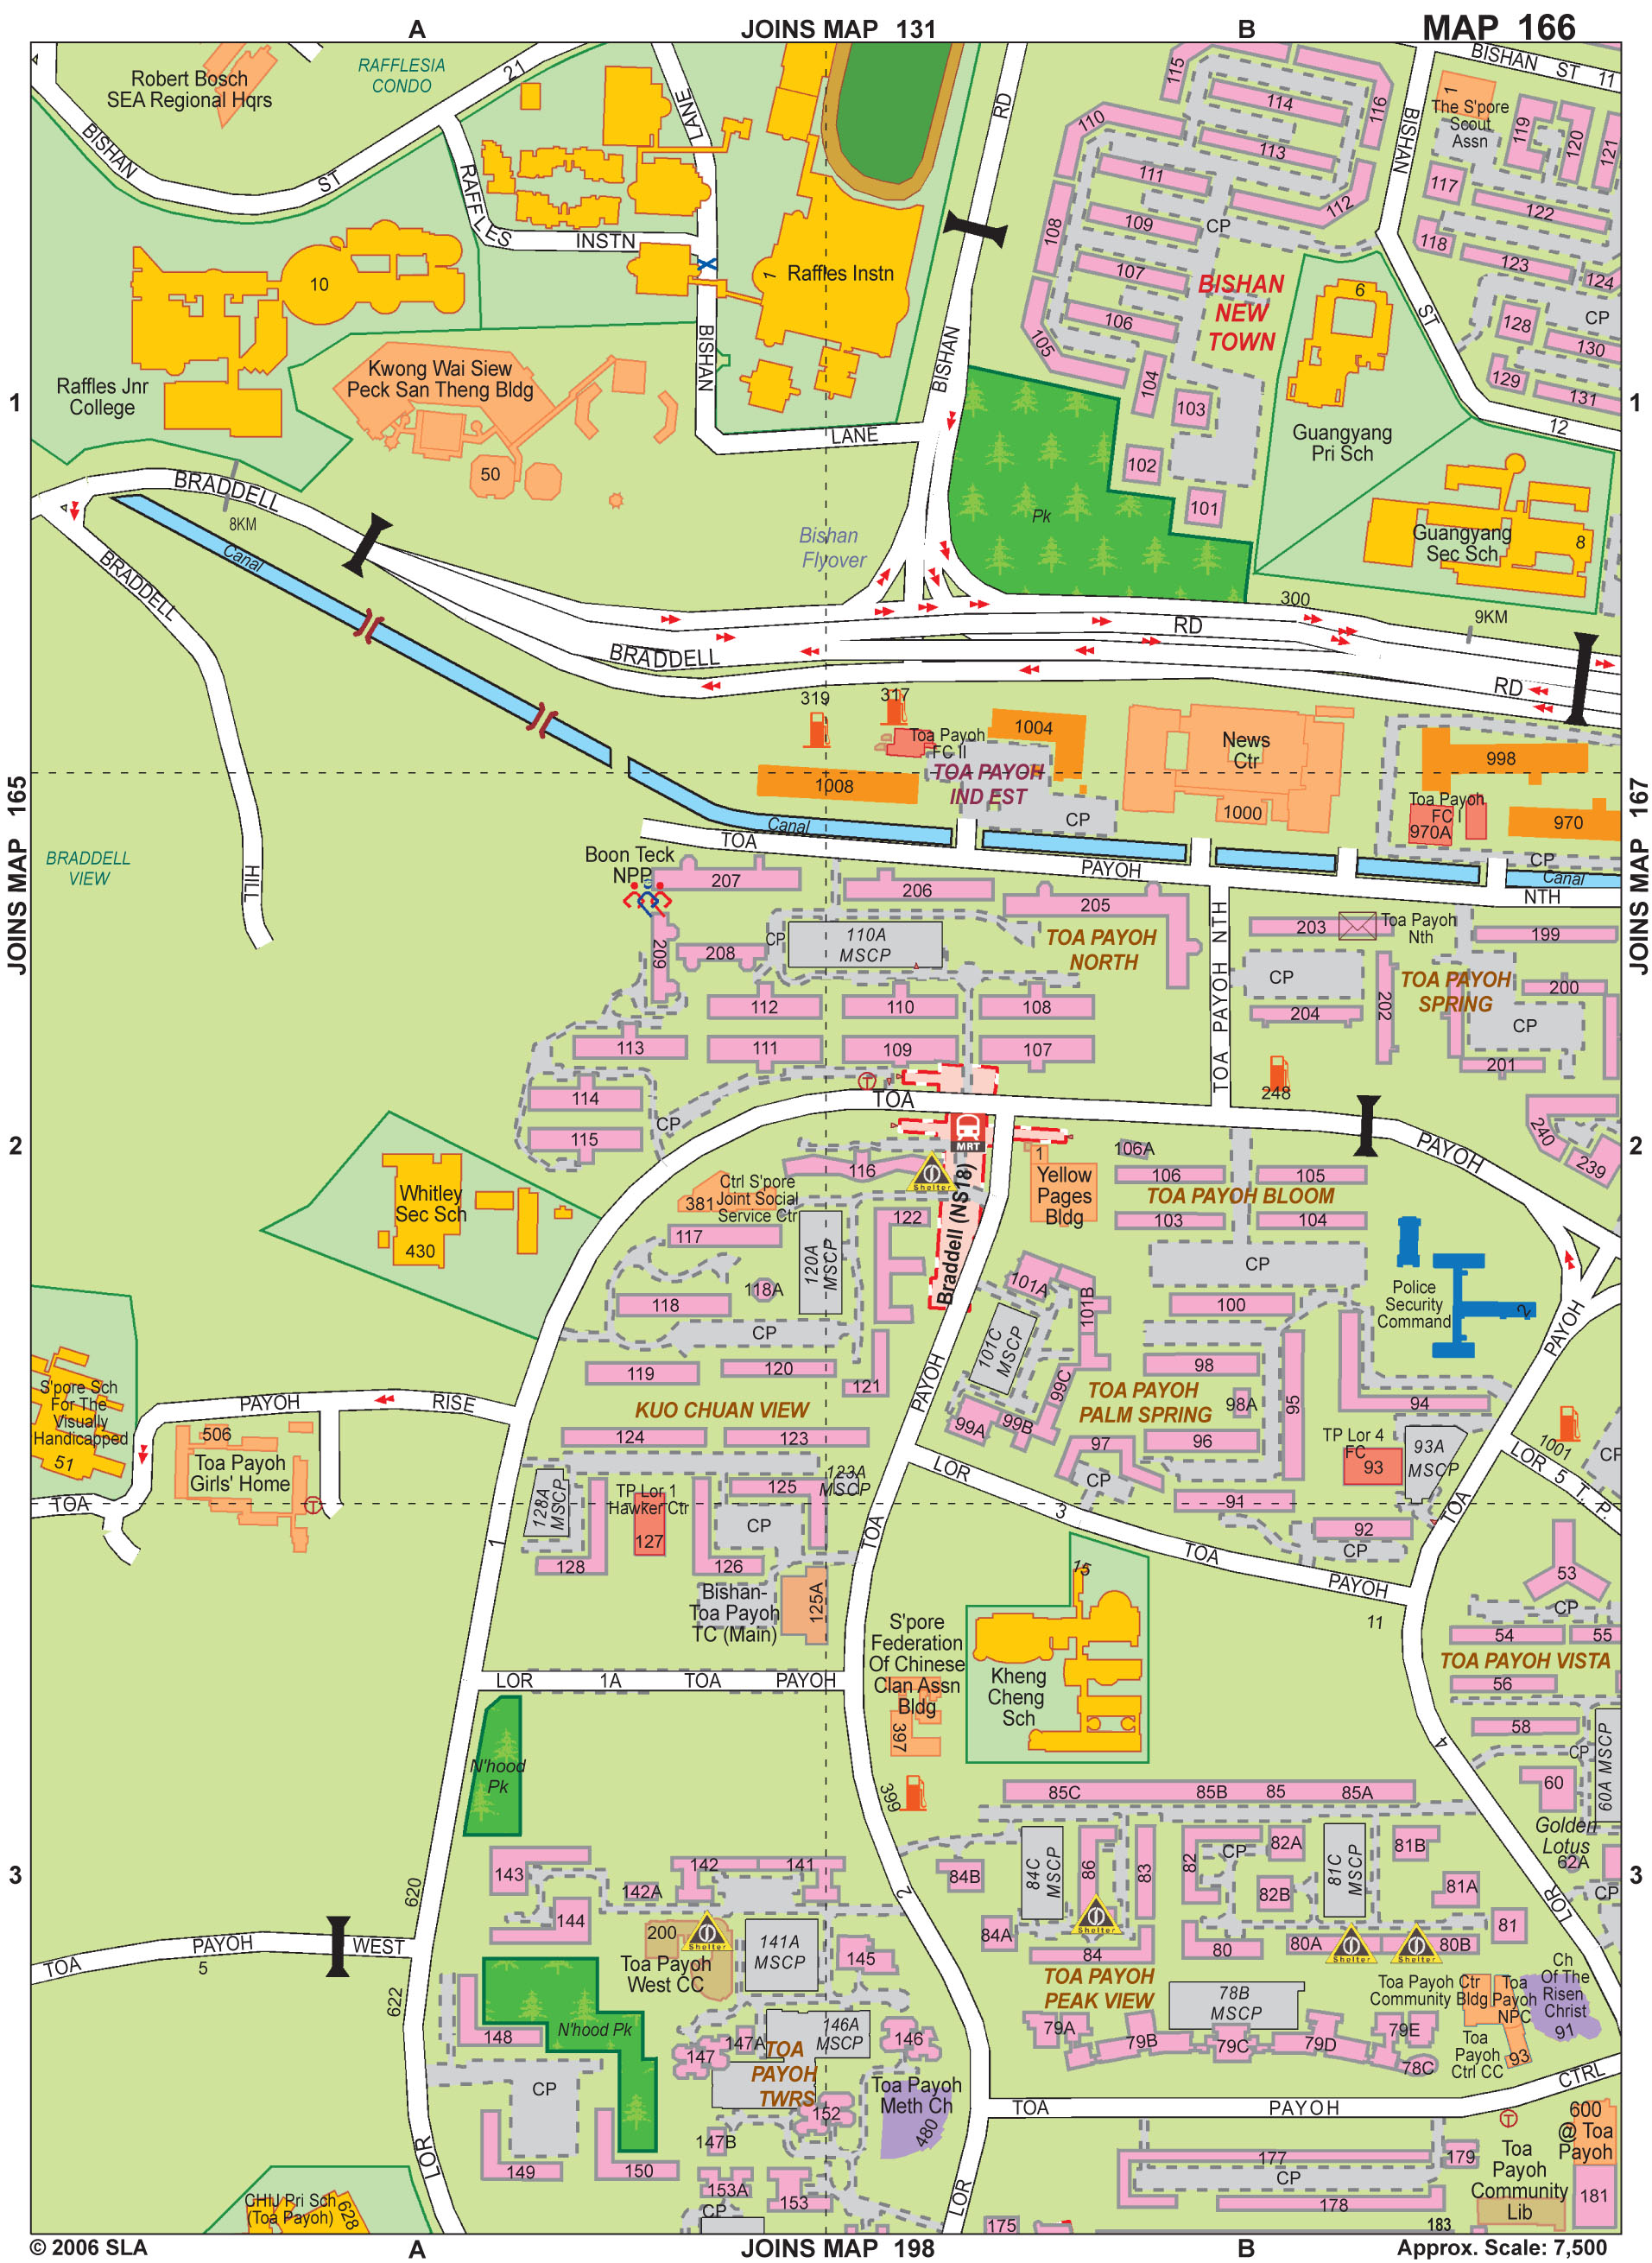 A
JOINS MAP 131
B
MAP 166
Robert Bosch
SEA Regional Hqrs
RAFFLESIA
CONDO
21
LANE
RD
115
114
116
BISHAN ST 11
1
The S'pore
Scout
Assn
119
120
121
BISHAN
ST
RAFFLES
INSTN
110
113
111
112
BISHAN
117
122
108
109
CP
118
123
124
10
1
Raffles Instn
107
BISHAN
NEW
TOWN
6
ST
128
CP
106
130
BISHAN
BISHAN
105
104
103
129
131
Kwong Wai Siew
Peck San Theng Bldg
Raffles Jnr
College
1
1
LANE
12
Guangyang
Pri Sch
50
102
101
BRADDELL
8KM
Canal
Pk
Bishan
Flyover
Guangyang
Sec Sch
8
BRADDELL
300
9KM
RD
BRADDELL
RD
319
317
Toa Payoh
FC II
1004
News
Ctr
998
TOA PAYOH
IND EST
1008
1000
Toa Payoh
FC I
970A
970
CP
JOINS MAP 165
JOINS MAP 167
Canal
TOA
PAYOH
CP
Canal
NTH
BRADDELL
VIEW
HILL
Boon Teck
NPP
207
206
205
203
Toa Payoh
Nth
199
110A
MSCP
CP
208
209
TOA PAYOH
NORTH
TOA PAYOH NTH
CP
202
TOA PAYOH
SPRING
200
204
CP
201
112
110
108
113
111
109
107
114
115
CP
TOA
248
240
239
2
2
MRT
PAYOH
116
Shelter
Braddell (NS18)
1
Yellow
Pages
Bldg
106A
106
105
TOA PAYOH BLOOM
103
104
CP
Whitley
Sec Sch
430
Ctrl S'pore
Joint Social
Service Ctr
381
117
120A
MSCP
122
118A
118
CP
101A
101B
101C
MSCP
100
Police
Security
Command
2
PAYOH
119
120
121
PAYOH
98
99C
TOA PAYOH
PALM SPRING
98A
95
94
99A
99B
97
96
CP
KUO CHUAN VIEW
S'pore Sch
For The
Visually
Handicapped
51
PAYOH
RISE
506
Toa Payoh
Girls' Home
TOA
124
123
128A
MSCP
TP Lor 1
Hawker Ctr
127
125
123A
MSCP
CP
128
126
TP Lor 4
FC
93
93A
MSCP
1001
CP
LOR 5 T. P.
LOR
3
TOA
PAYOH
91
92
CP
TOA
11
1
TOA
Bishan-
Toa Payoh
TC (Main)
125A
15
Kheng
Cheng
Sch
53
CP
54
55
TOA PAYOH VISTA
56
58
CP
60
60A MSCP
4
LOR
1A
TOA
PAYOH
S'pore
Federation
Of Chinese
Clan Assn
Bldg
397
399
N'hood
Pk
85C
85B
85
85A
Golden
Lotus
62A
CP
3
3
143
142
141
142A
144
84B
84C
MSCP
86
83
82
CP
82A
82B
81C
MSCP
81B
81A
81
LOR
2
620
TOA
PAYOH
WEST
5
622
200
Shelter
Toa Payoh
West CC
141A
MSCP
145
84A
Shelter
84
80
80A
Shelter
Shelter
80B
TOA PAYOH
PEAK VIEW
78B
MSCP
Toa Payoh Ctr
Community Bldg
Toa
Payoh
NPC
Ch
Of The
Risen
Christ
91
148
N'hood Pk
147A
146A
MSCP
146
147
TOA
PAYOH
TWRS
79A
79B
79C
79D
79E
78C
Toa
Payoh
Ctrl CC
93
CP
152
Toa Payoh
Meth Ch
480
TOA
PAYOH
CTRL
600
@ Toa
Payoh
147B
149
150
LOR
153A
153
CP
LOR
177
CP
178
179
Toa
Payoh
Community
Lib
181
CHIJ Pri Sch
(Toa Payoh)
628
175
183
© 2006 SLA
A
JOINS MAP 198
B
Approx. Scale: 7,500